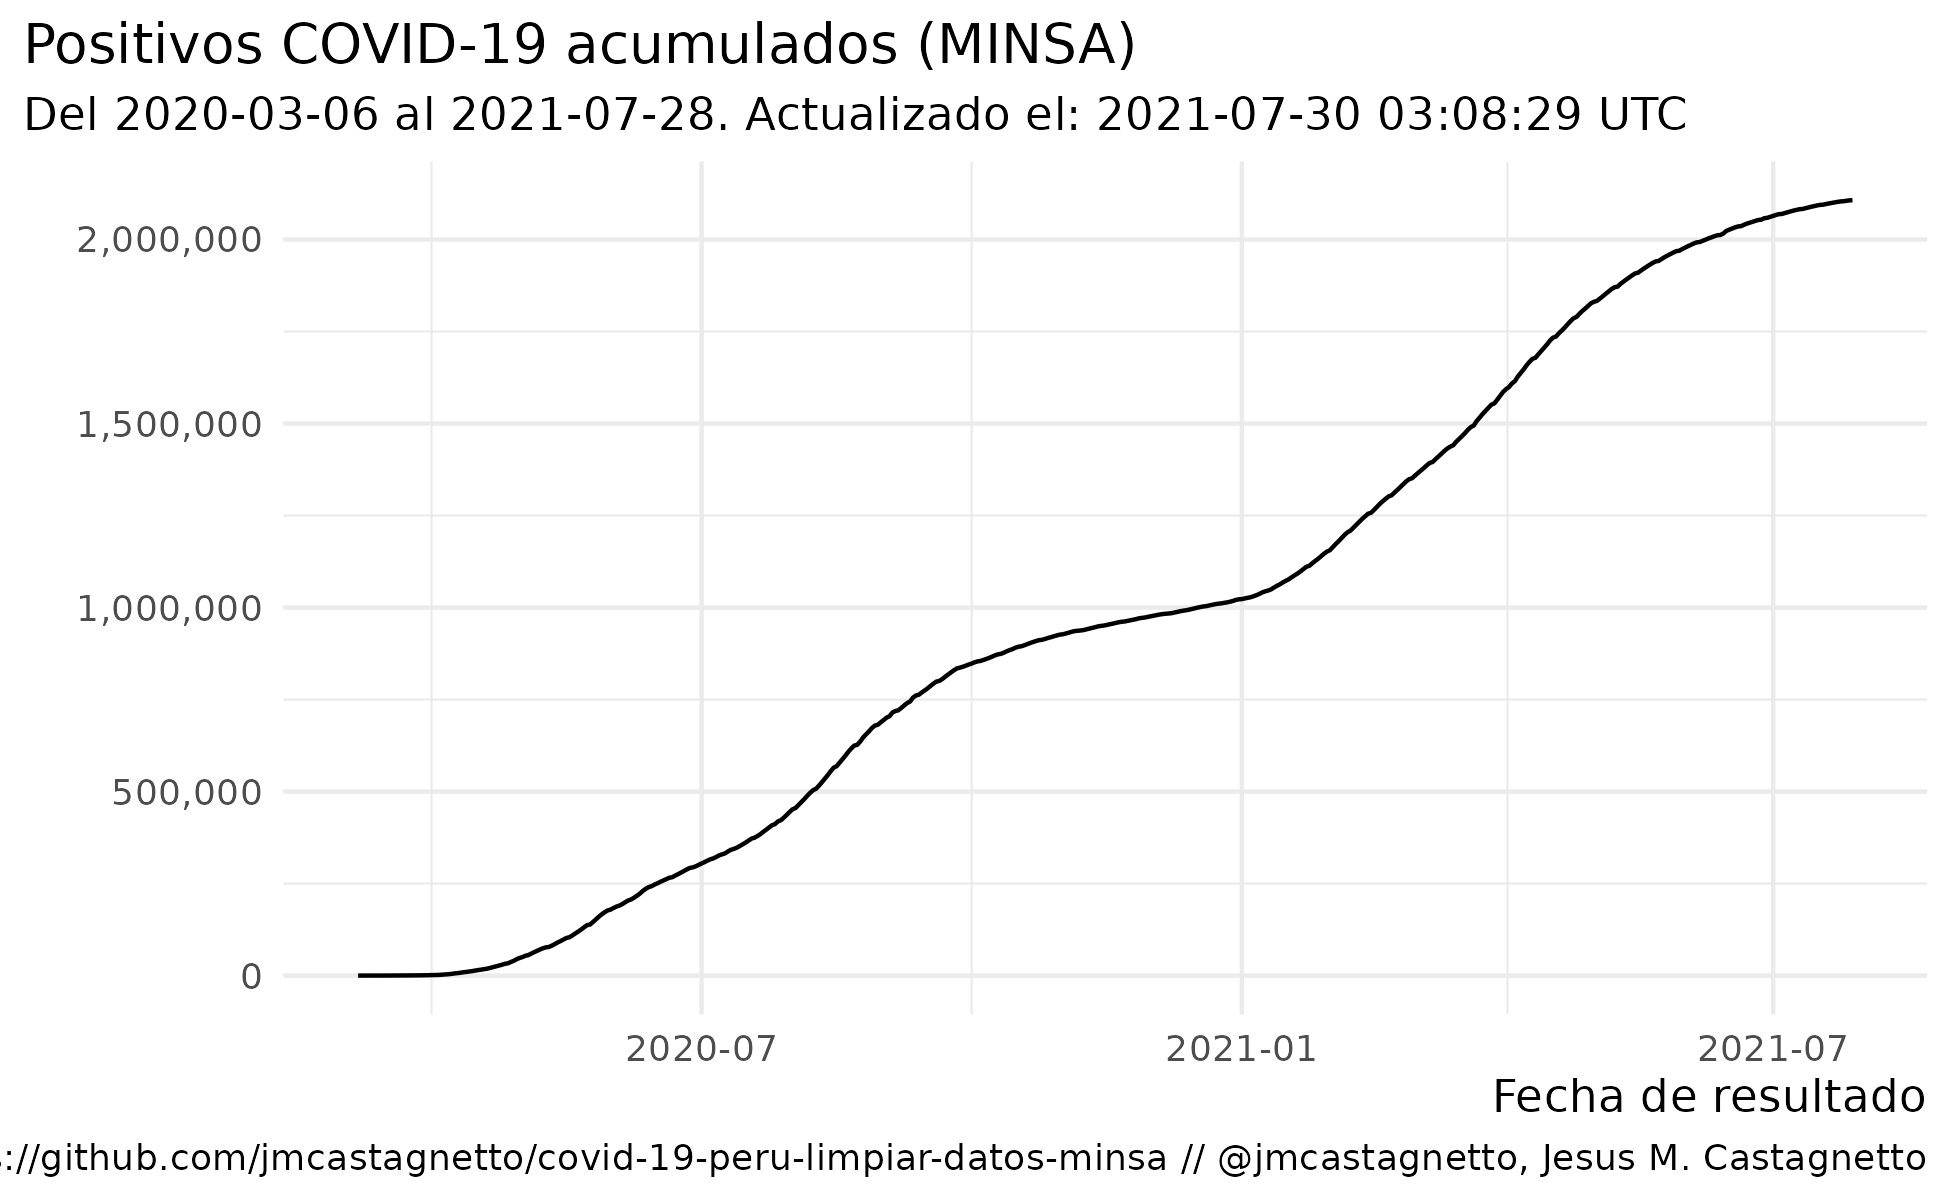 Positivos COVID-19 acumulados (MINSA)
Del 2020-03-06 al 2021-07-28. Actualizado el: 2021-07-30 03:08:29 UTC
2,000,000
1,500,000
1,000,000
500,000
0
2020-07 2021-01 2021-07
Fecha de resultado
://github.com/jmcastagnetto/covid-19-peru-limpiar-datos-minsa // @jmcastagnetto, Jesus M. Castagnetto